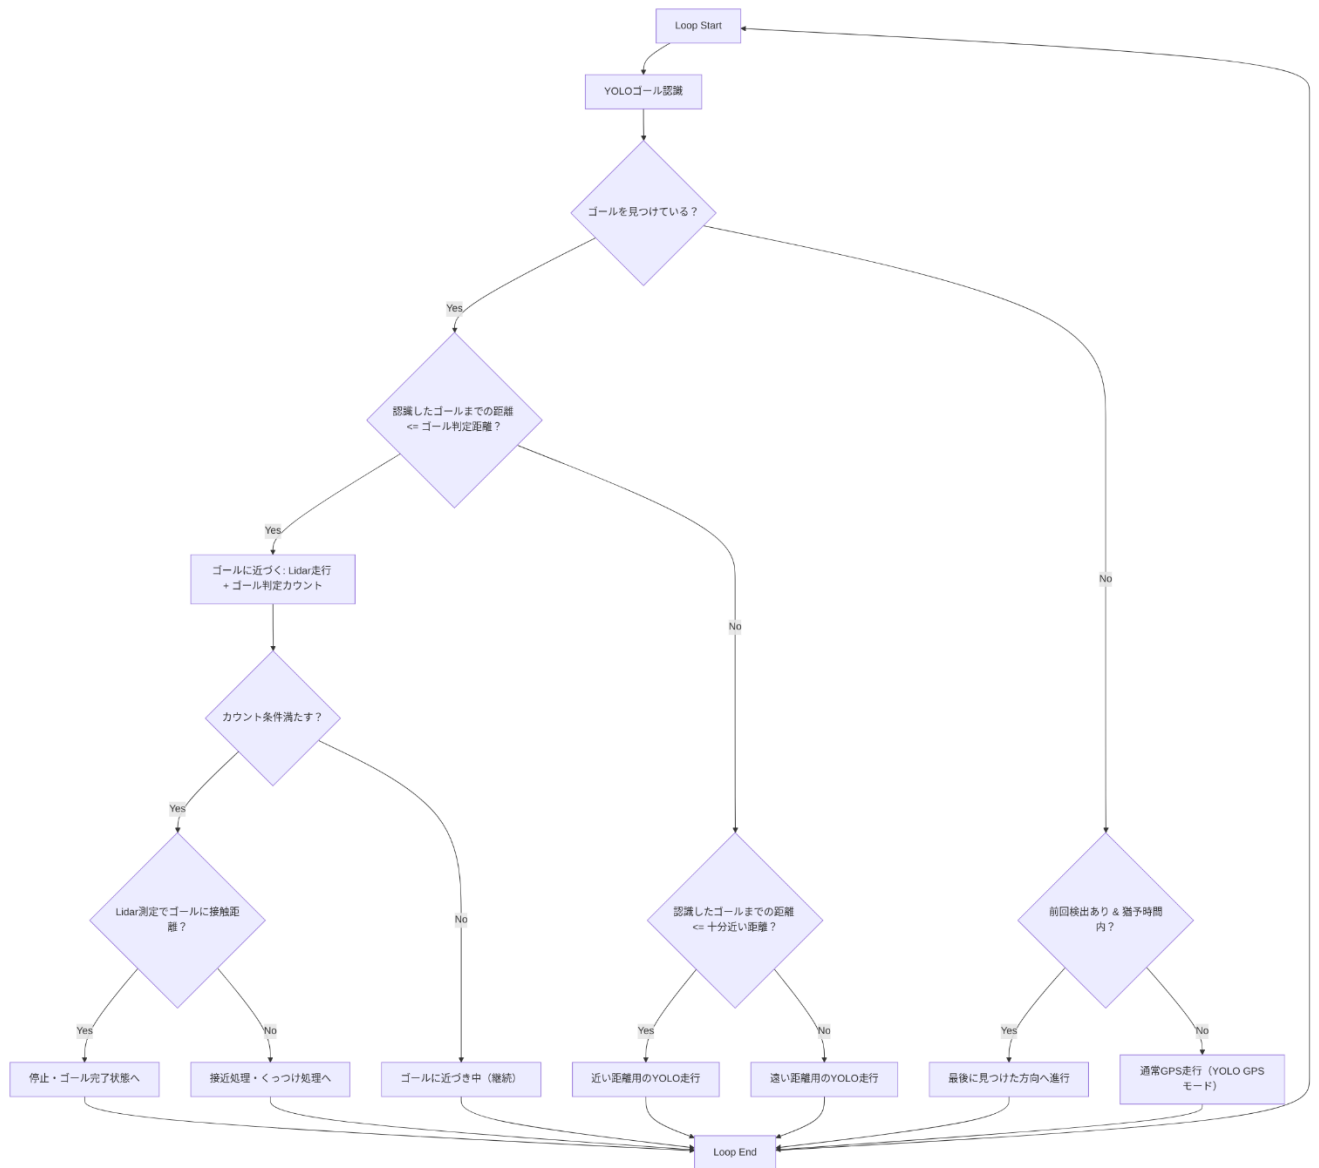 Loop Start
YOLOゴール認識
ゴールを見つけている？
Yes
認識したゴールまでの距離
<= ゴール判定距離？
Yes
ゴールに近づく: Lidar走行
+ ゴール判定カウント
No
No
カウント条件満たす？
Yes
Lidar測定でゴールに接触距
離？
No
認識したゴールまでの距離
<= 十分近い距離？
前回検出あり & 猶予時間
内？
Yes
No
Yes
No
Yes
No
停止・ゴール完了状態へ
接近処理・くっつけ処理へ
ゴールに近づき中（継続）
近い距離用のYOLO走行
遠い距離用のYOLO走行
最後に見つけた方向へ進行
通常GPS走行（YOLO GPS
モード）
Loop End